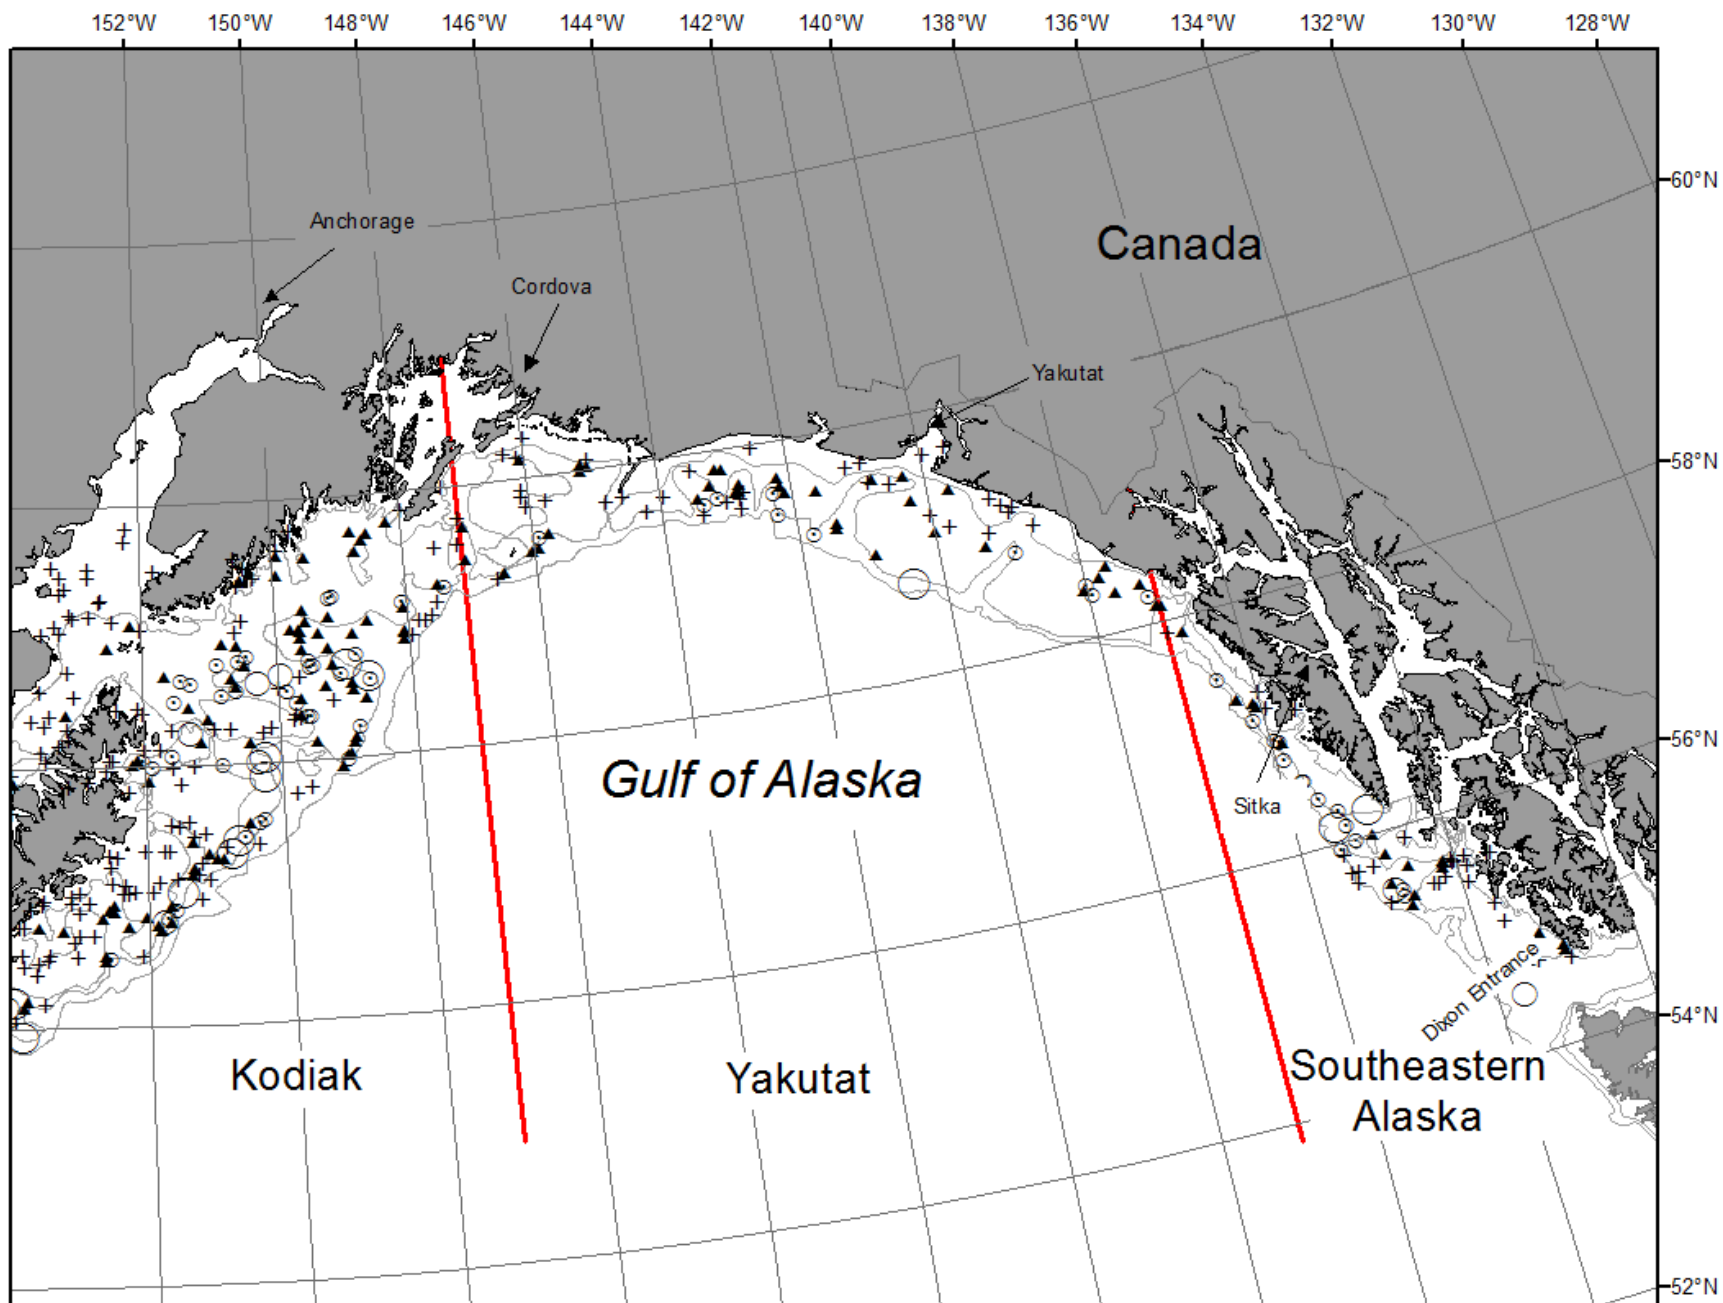 152°W 150°W 148°W 146°W 144°W 142°W 140°W 138°W 136°W 134°W 132°W 130°W 128°W
60°N
Anchorage
Canada
Cordova
Yakutat
58°N
56°N
Gulf of Alaska
Sitka
Dixon Entrance
54°N
Kodiak
Yakutat
Southeastern
Alaska
52°N